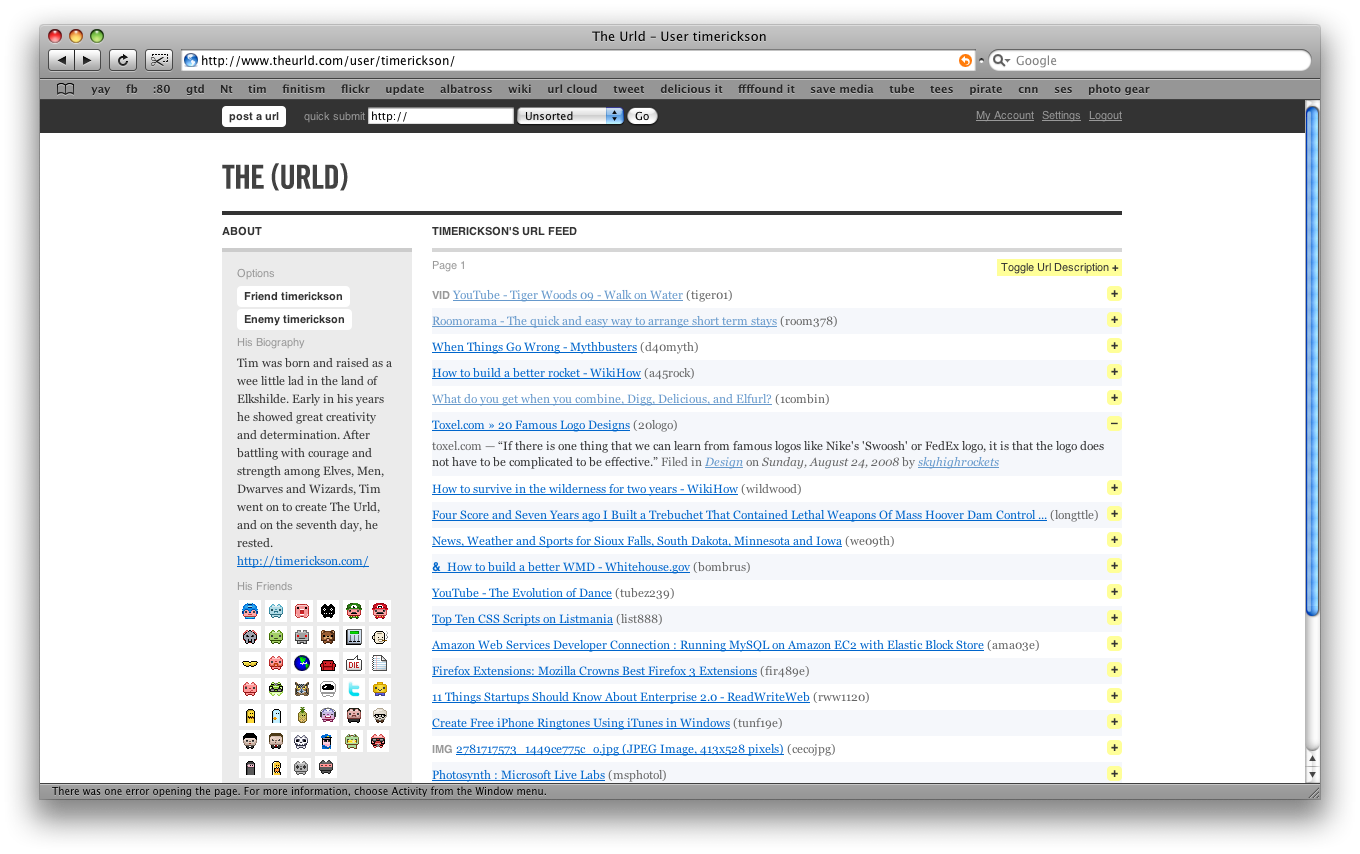 The Urld – User timerickson
http://www.theurld.com/user/timerickson/
Google
yay fb :80 gtd Nt tim finitism flickr update albatross wiki url cloud tweet delicious it ffffound it save media tube tees pirate cnn ses photo gear
post a url quick submit http:// Unsorted Go My Account Settings Logout
THE (URLD)
ABOUT
Options
Friend timerickson
Enemy timerickson
His Biography
Tim was born and raised as a
wee little lad in the land of
Elkshilde. Early in his years
he showed great creativity
and determination. After
battling with courage and
strength among Elves, Men,
Dwarves and Wizards, Tim
went on to create The Urld,
and on the seventh day, he
rested.
http://timerickson.com/
His Friends
DIE
TIMERICKSON'S URL FEED
Page 1 Toggle Url Description +
VID YouTube - Tiger Woods 09 - Walk on Water (tiger01) +
Roomorama - The quick and easy way to arrange short term stays (room378) +
When Things Go Wrong - Mythbusters (d40myth) +
How to build a better rocket - WikiHow (a45rock) +
What do you get when you combine, Digg, Delicious, and Elfurl? (1combin) +
Toxel.com » 20 Famous Logo Designs (20logo) –
toxel.com — “If there is one thing that we can learn from famous logos like Nike's 'Swoosh' or FedEx logo, it is that the logo does
not have to be complicated to be effective.” Filed in Design on Sunday, August 24, 2008 by skyhighrockets
How to survive in the wilderness for two years - WikiHow (wildwood) +
Four Score and Seven Years ago I Built a Trebuchet That Contained Lethal Weapons Of Mass Hoover Dam Control ... (longttle) +
News, Weather and Sports for Sioux Falls, South Dakota, Minnesota and Iowa (we09th) +
& How to build a better WMD - Whitehouse.gov (bombrus) +
YouTube - The Evolution of Dance (tubez239) +
Top Ten CSS Scripts on Listmania (list888) +
Amazon Web Services Developer Connection : Running MySQL on Amazon EC2 with Elastic Block Store (ama03e) +
Firefox Extensions: Mozilla Crowns Best Firefox 3 Extensions (fir489e) +
11 Things Startups Should Know About Enterprise 2.0 - ReadWriteWeb (rww1120) +
Create Free iPhone Ringtones Using iTunes in Windows (tunf19e) +
IMG 2781717573_1449ce775c_o.jpg (JPEG Image, 413x528 pixels) (cecojpg) +
Photosynth : Microsoft Live Labs (msphotol) +
There was one error opening the page. For more information, choose Activity from the Window menu.